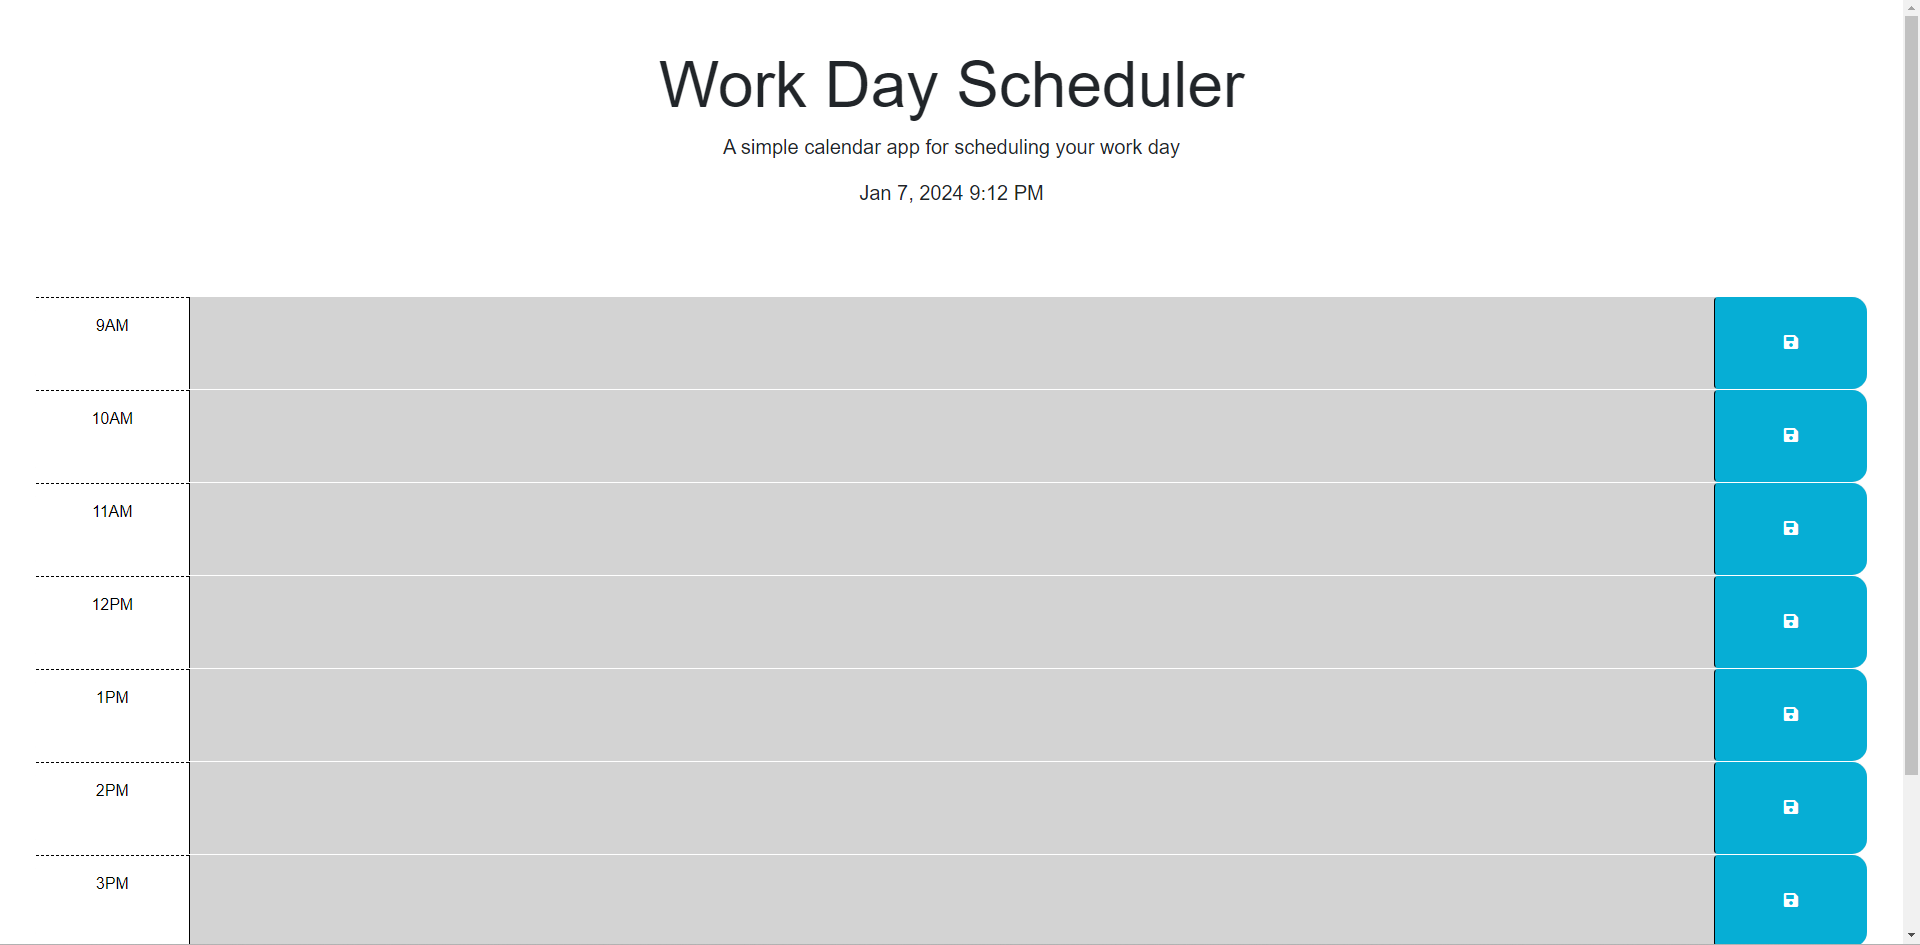 Work Day Scheduler
A simple calendar app for scheduling your work day
Jan 7, 2024 9:12 PM
9AM
10AM
11AM
12PM
1PM
2PM
3PM